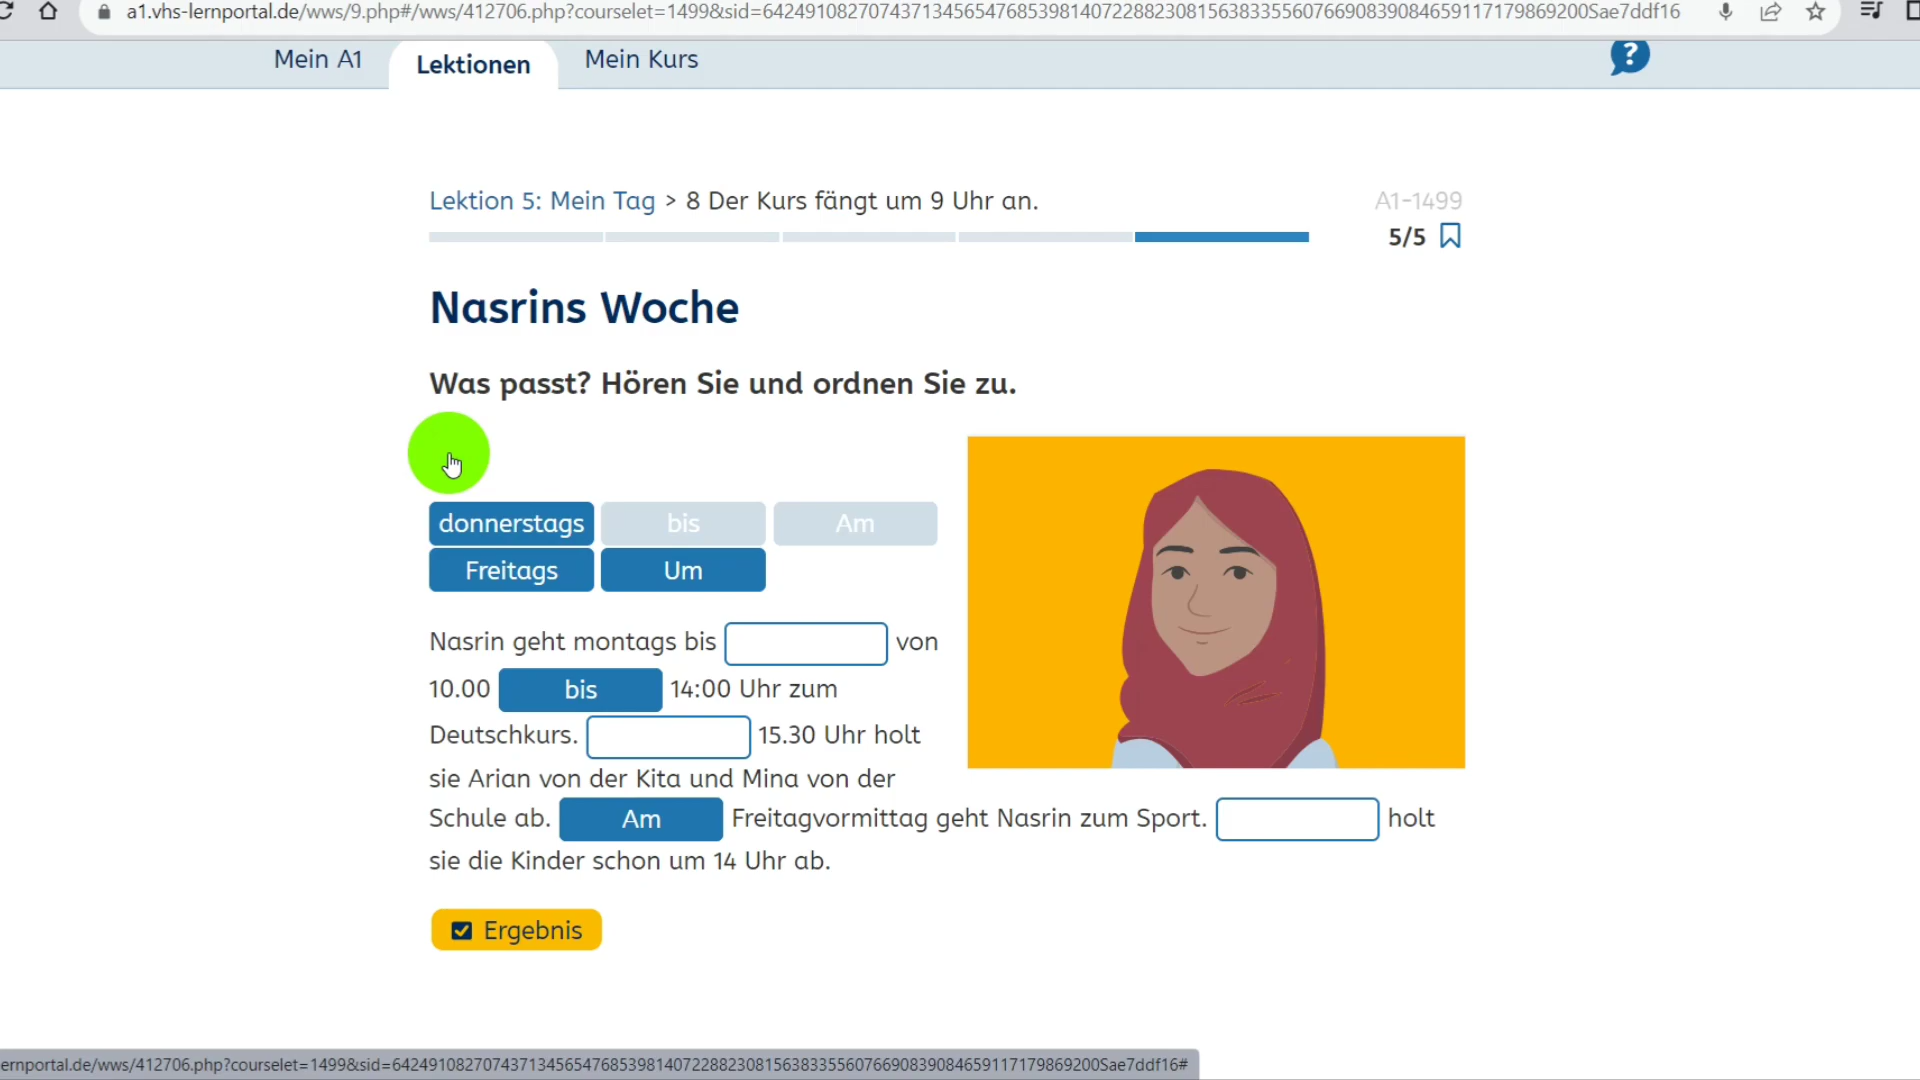 a1.vhs-lernportal.de/wws/9.php#/wws/412706.php?courselet=1499&sid=64249108270743713456547685398140722882308156383355607669083908465911717986920​0Sae7ddf16
Mein A1 Lektionen Mein Kurs ?
Lektion 5: Mein Tag > 8 Der Kurs fängt um 9 Uhr an. A1-1499
5/5
Nasrins Woche
Was passt? Hören Sie und ordnen Sie zu.
donnerstags bis Am
Freitags Um
Nasrin geht montags bis von
10.00 bis 14:00 Uhr zum
Deutschkurs. 15.30 Uhr holt
sie Arian von der Kita und Mina von der
Schule ab. Am Freitagvormittag geht Nasrin zum Sport. holt
sie die Kinder schon um 14 Uhr ab.
Ergebnis
ernportal.de/wws/412706.php?courselet=1499&sid=64249108270743713456547685398140722882308156383355607669083908465911717986920​0Sae7ddf16#